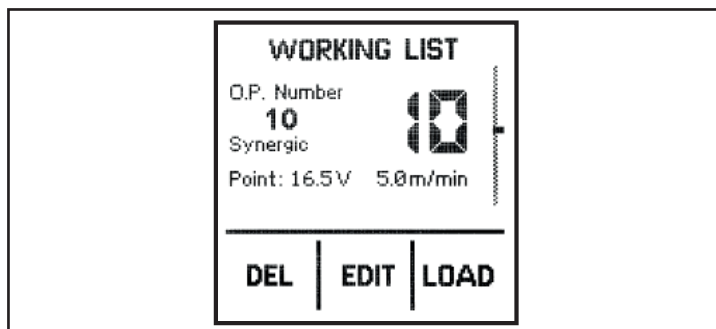 WORKING LIST
O.P. Number
10
10
Synergic
Point: 16.5V 5.0m/min
DEL EDIT LOAD